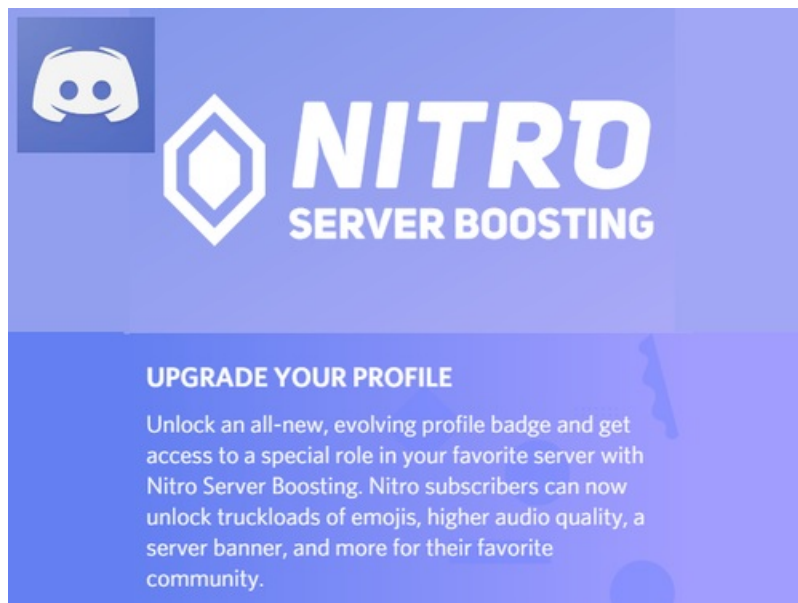 NITRO
SERVER BOOSTING
UPGRADE YOUR PROFILE
Unlock an all-new, evolving profile badge and get
access to a special role in your favorite server with
Nitro Server Boosting. Nitro subscribers can now
unlock truckloads of emojis, higher audio quality, a
server banner, and more for their favorite
community.